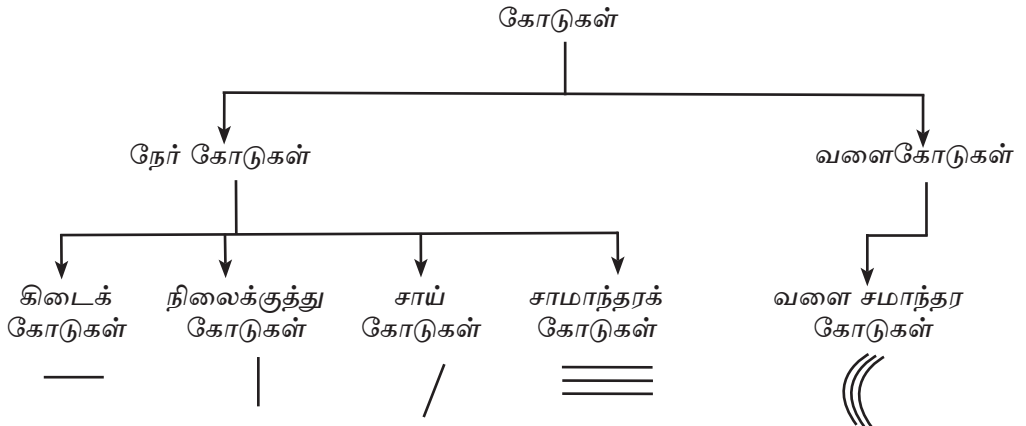 கோடுகள்
நேர் கோடுகள்
வளைகோடுகள்
கிடைக்
கோடுகள்
நிலைக்குத்து
கோடுகள்
சாய்
கோடுகள்
சாமாந்தரக்
கோடுகள்
வளை சமாந்தர
கோடுகள்